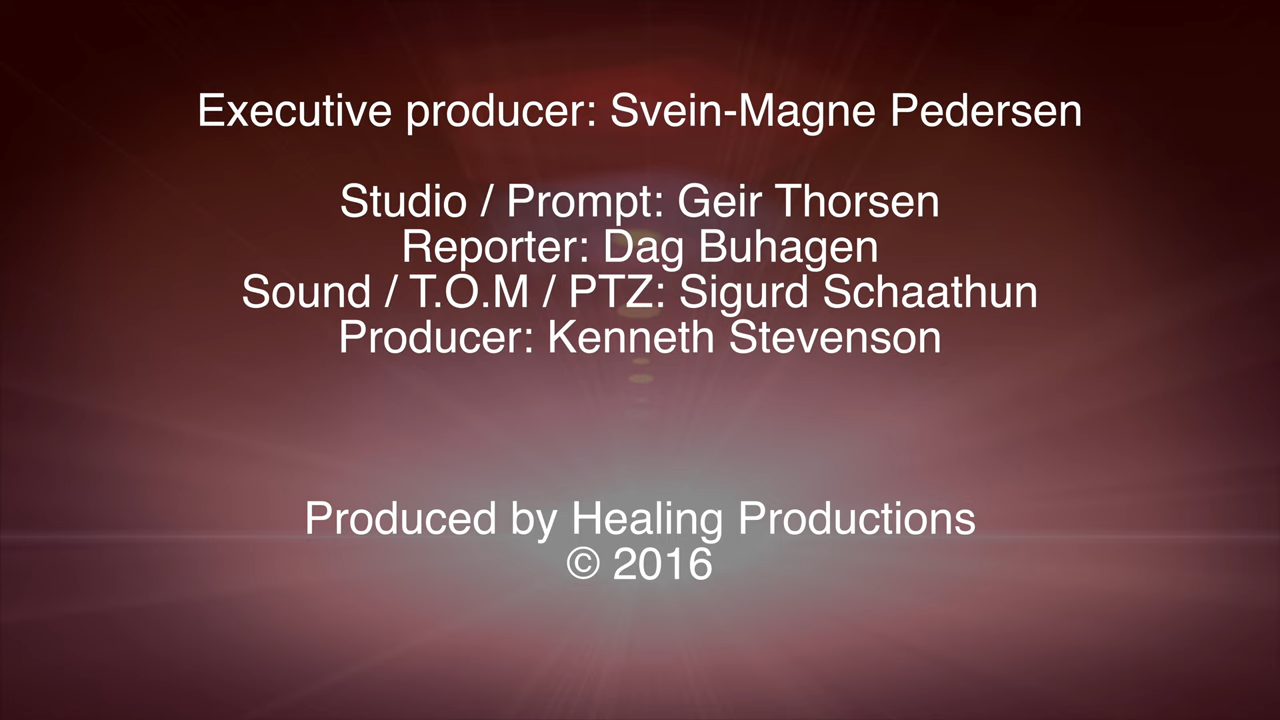 Executive producer: Svein-Magne Pedersen
Studio / Prompt: Geir Thorsen
Reporter: Dag Buhagen
Sound / T.O.M / PTZ: Sigurd Schaathun
Producer: Kenneth Stevenson
Produced by Healing Productions
© 2016